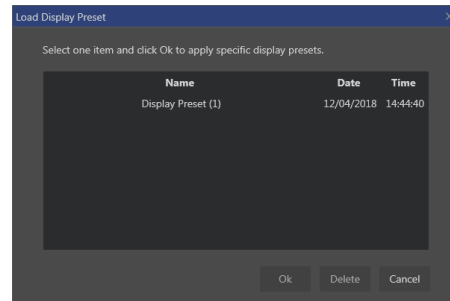 Load Display Preset
Select one item and click Ok to apply specific display presets.
Name Date Time
Display Preset (1) 12/04/2018 14:44:40
Ok Delete Cancel